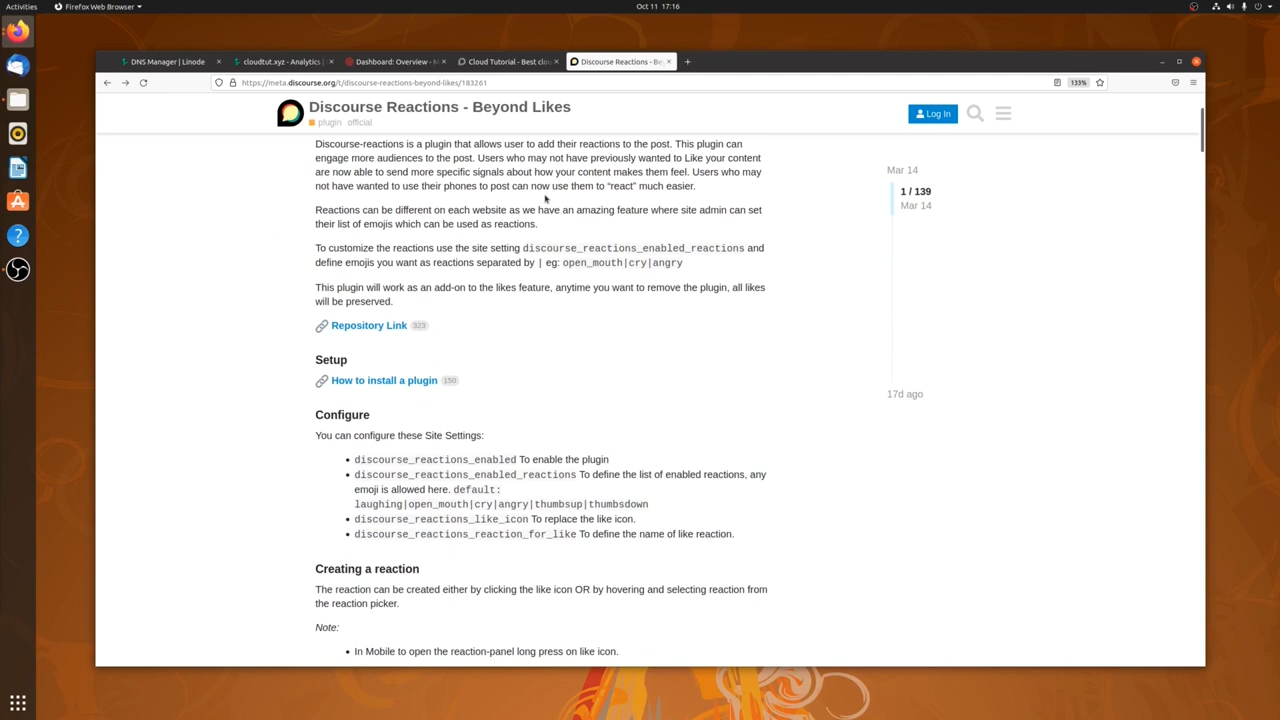 Activities
Firefox Web Browser
Oct 11 17:16
DNS Manager | Linode
cloudtut.xyz - Analytics |
Dashboard: Overview - M
Cloud Tutorial - Best clou
Discourse Reactions - Be
https://meta.discourse.org/t/discourse-reactions-beyond-likes/183261
133%
Discourse Reactions - Beyond Likes
plugin official
Log In
Discourse-reactions is a plugin that allows user to add their reactions to the post. This plugin can
engage more audiences to the post. Users who may not have previously wanted to Like your content
are now able to send more specific signals about how your content makes them feel. Users who may
not have wanted to use their phones to post can now use them to “react” much easier.
Reactions can be different on each website as we have an amazing feature where site admin can set
their list of emojis which can be used as reactions.
To customize the reactions use the site setting discourse_reactions_enabled_reactions and
define emojis you want as reactions separated by | eg: open_mouth|cry|angry
This plugin will work as an add-on to the likes feature, anytime you want to remove the plugin, all likes
will be preserved.
Repository Link 323
Setup
How to install a plugin 150
Configure
You can configure these Site Settings:
• discourse_reactions_enabled To enable the plugin
• discourse_reactions_enabled_reactions To define the list of enabled reactions, any
emoji is allowed here. default:
laughing|open_mouth|cry|angry|thumbsup|thumbsdown
• discourse_reactions_like_icon To replace the like icon.
• discourse_reactions_reaction_for_like To define the name of like reaction.
Creating a reaction
The reaction can be created either by clicking the like icon OR by hovering and selecting reaction from
the reaction picker.
Note:
• In Mobile to open the reaction-panel long press on like icon.
Mar 14
1 / 139
Mar 14
17d ago